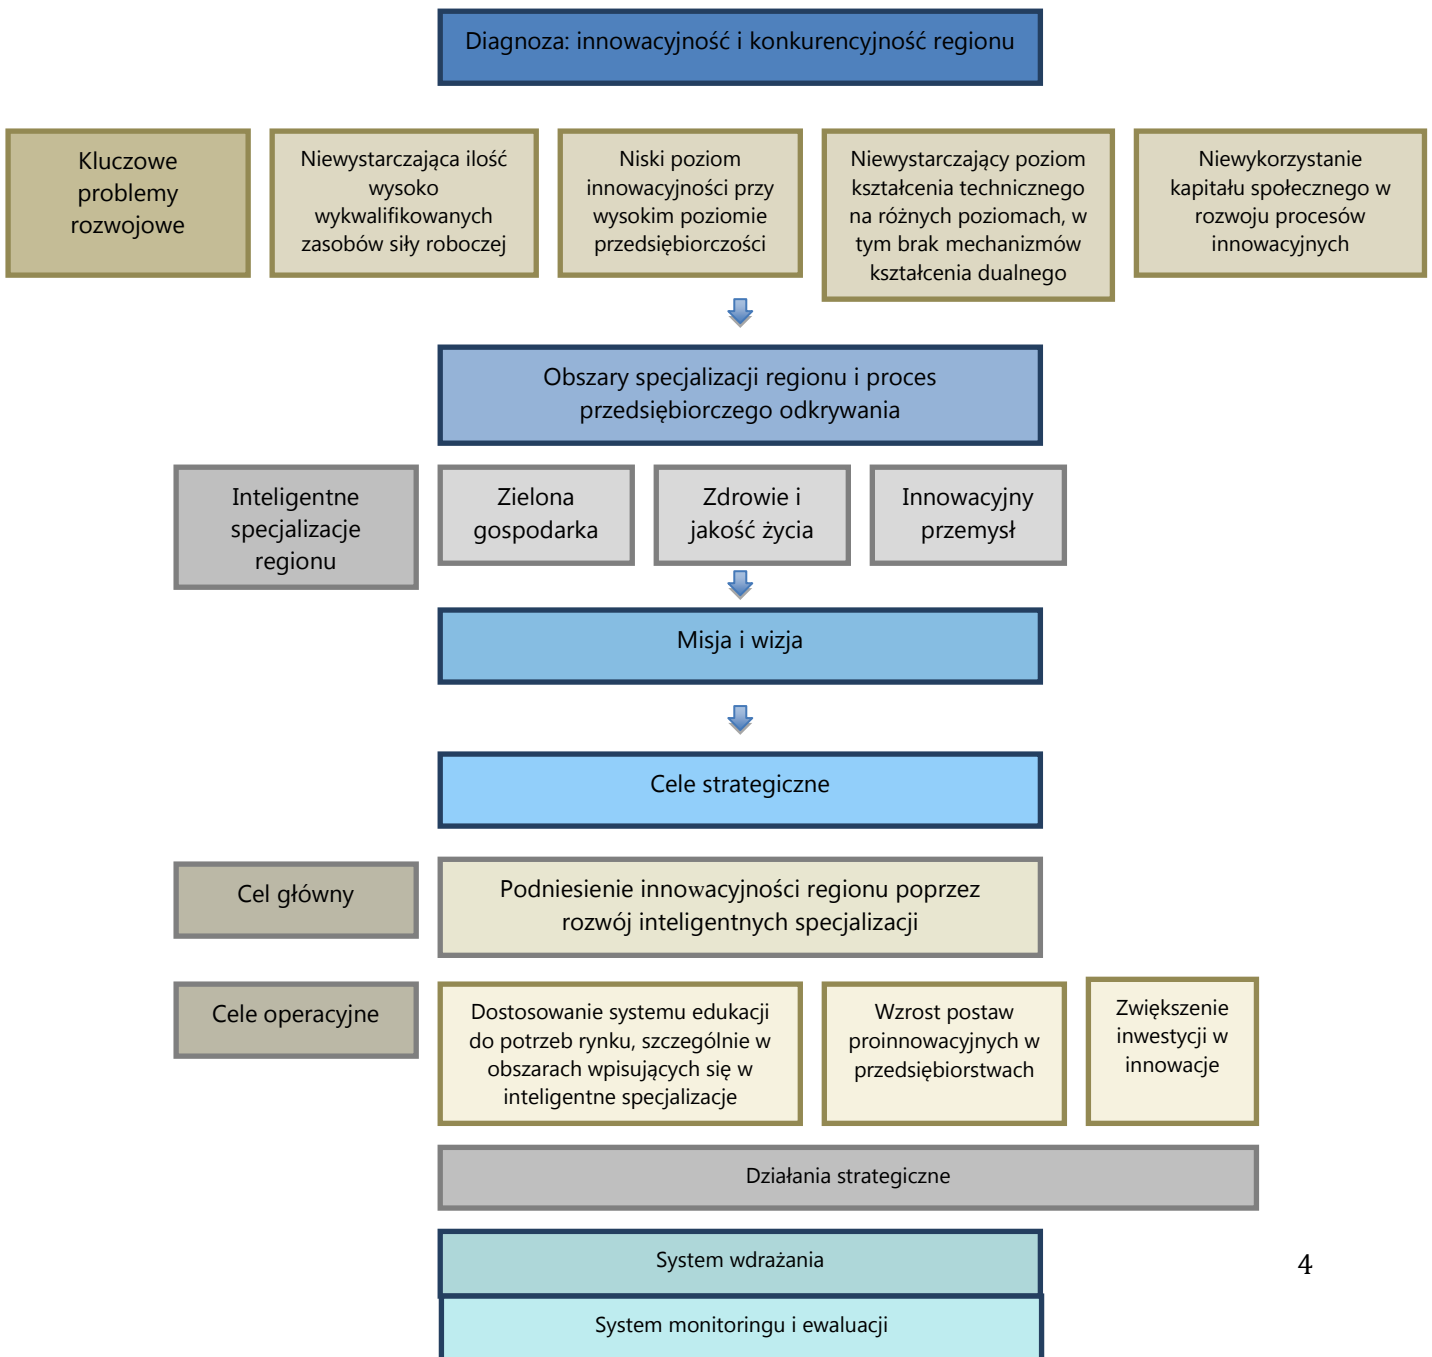 Diagnoza: innowacyjność i konkurencyjność regionu
Kluczowe
problemy
rozwojowe
Niewystarczająca ilość
wysoko
wykwalifikowanych
zasobów siły roboczej
Niski poziom
innowacyjności przy
wysokim poziomie
przedsiębiorczości
Niewystarczający poziom
kształcenia technicznego
na różnych poziomach, w
tym brak mechanizmów
kształcenia dualnego
Niewykorzystanie
kapitału społecznego w
rozwoju procesów
innowacyjnych
Obszary specjalizacji regionu i proces
przedsiębiorczego odkrywania
Inteligentne
specjalizacje
regionu
Zielona
gospodarka
Zdrowie i
jakość życia
Innowacyjny
przemysł
Misja i wizja
Cele strategiczne
Cel główny
Podniesienie innowacyjności regionu poprzez
rozwój inteligentnych specjalizacji
Cele operacyjne
Dostosowanie systemu edukacji
do potrzeb rynku, szczególnie w
obszarach wpisujących się w
inteligentne specjalizacje
Wzrost postaw
proinnowacyjnych w
przedsiębiorstwach
Zwiększenie
inwestycji w
innowacje
Działania strategiczne
System wdrażania
4
System monitoringu i ewaluacji